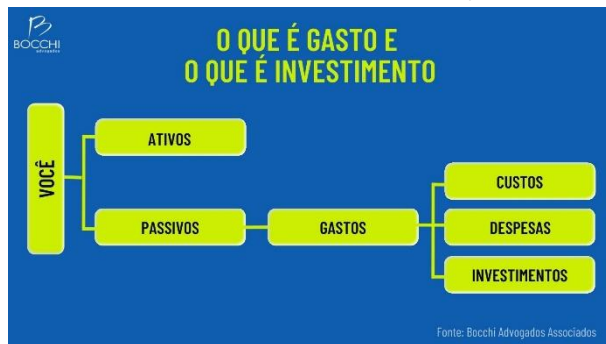 BOCCHI
advogados
O QUE É GASTO E
O QUE É INVESTIMENTO
VOCÊ
ATIVOS
PASSIVOS
GASTOS
CUSTOS
DESPESAS
INVESTIMENTOS
Fonte: Bocchi Advogados Associados